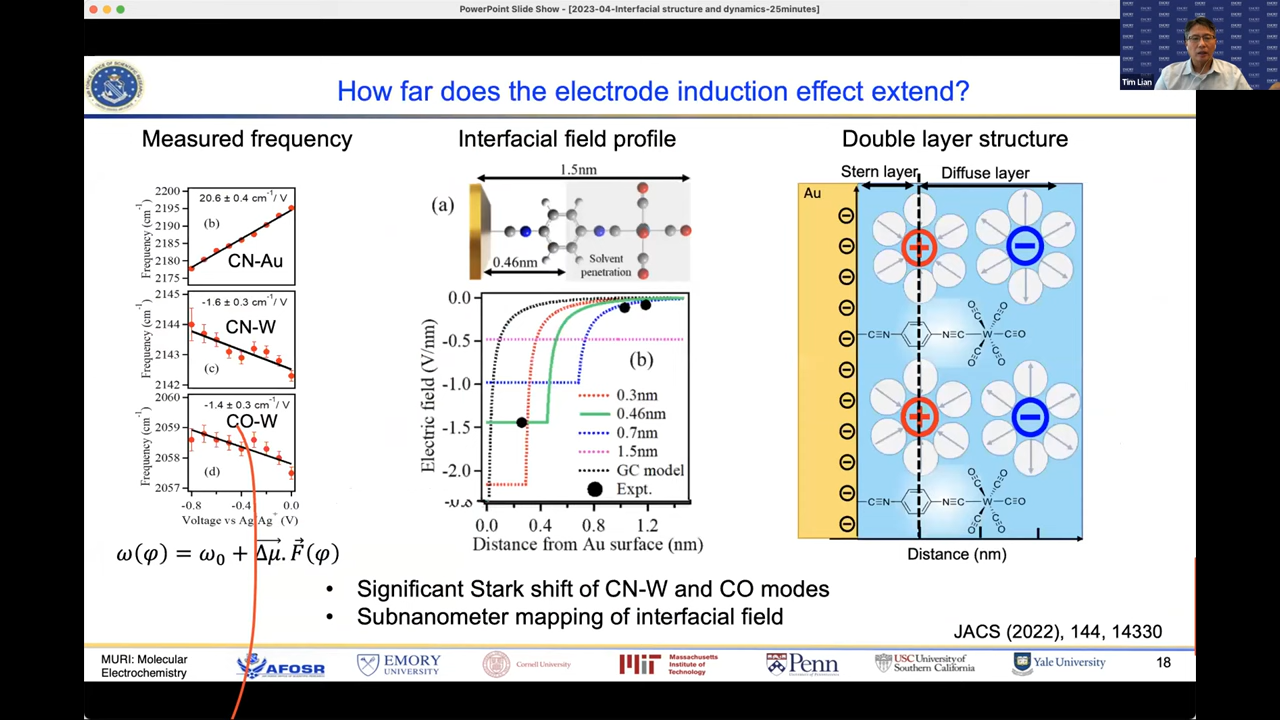 PowerPoint Slide Show - [2023-04-Interfacial structure and dynamics-25minutes]
Tim Lian
How far does the electrode induction effect extend?
Measured frequency
Interfacial field profile
Double layer structure
2200
2195
2190
2185
2180
2175
Frequency (cm-1)
20.6 ± 0.4 cm-1/ V
(b)
CN-Au
2145
2144
2143
2142
Frequency (cm-1)
-1.6 ± 0.3 cm-1/ V
CN-W
(c)
2060
2059
2058
2057
Frequency (cm-1)
-1.4 ± 0.3 cm-1/ V
CO-W
(d)
-0.8
-0.4
0.0
Voltage vs Ag/Ag+ (V)
ω(φ) = ω0 + Δμ⃗. F⃗(φ)
1.5nm
(a)
0.46nm
Solvent
penetration
0.0
-0.5
-1.0
-1.5
-2.0
Electric field (V/nm)
(b)
0.3nm
0.46nm
0.7nm
1.5nm
GC model
Expt.
0.0 0.4 0.8 1.2
Distance from Au surface (nm)
Stern layer
Diffuse layer
Au
C≡N
N≡C
W
C≡O
C≡N
N≡C
W
C≡O
Distance (nm)
• Significant Stark shift of CN-W and CO modes
• Subnanometer mapping of interfacial field
JACS (2022), 144, 14330
MURI: Molecular
Electrochemistry
AFOSR
EMORY
UNIVERSITY
Cornell University
MIT
Massachusetts
Institute of
Technology
Penn
USC University of
Southern California
Yale University
18